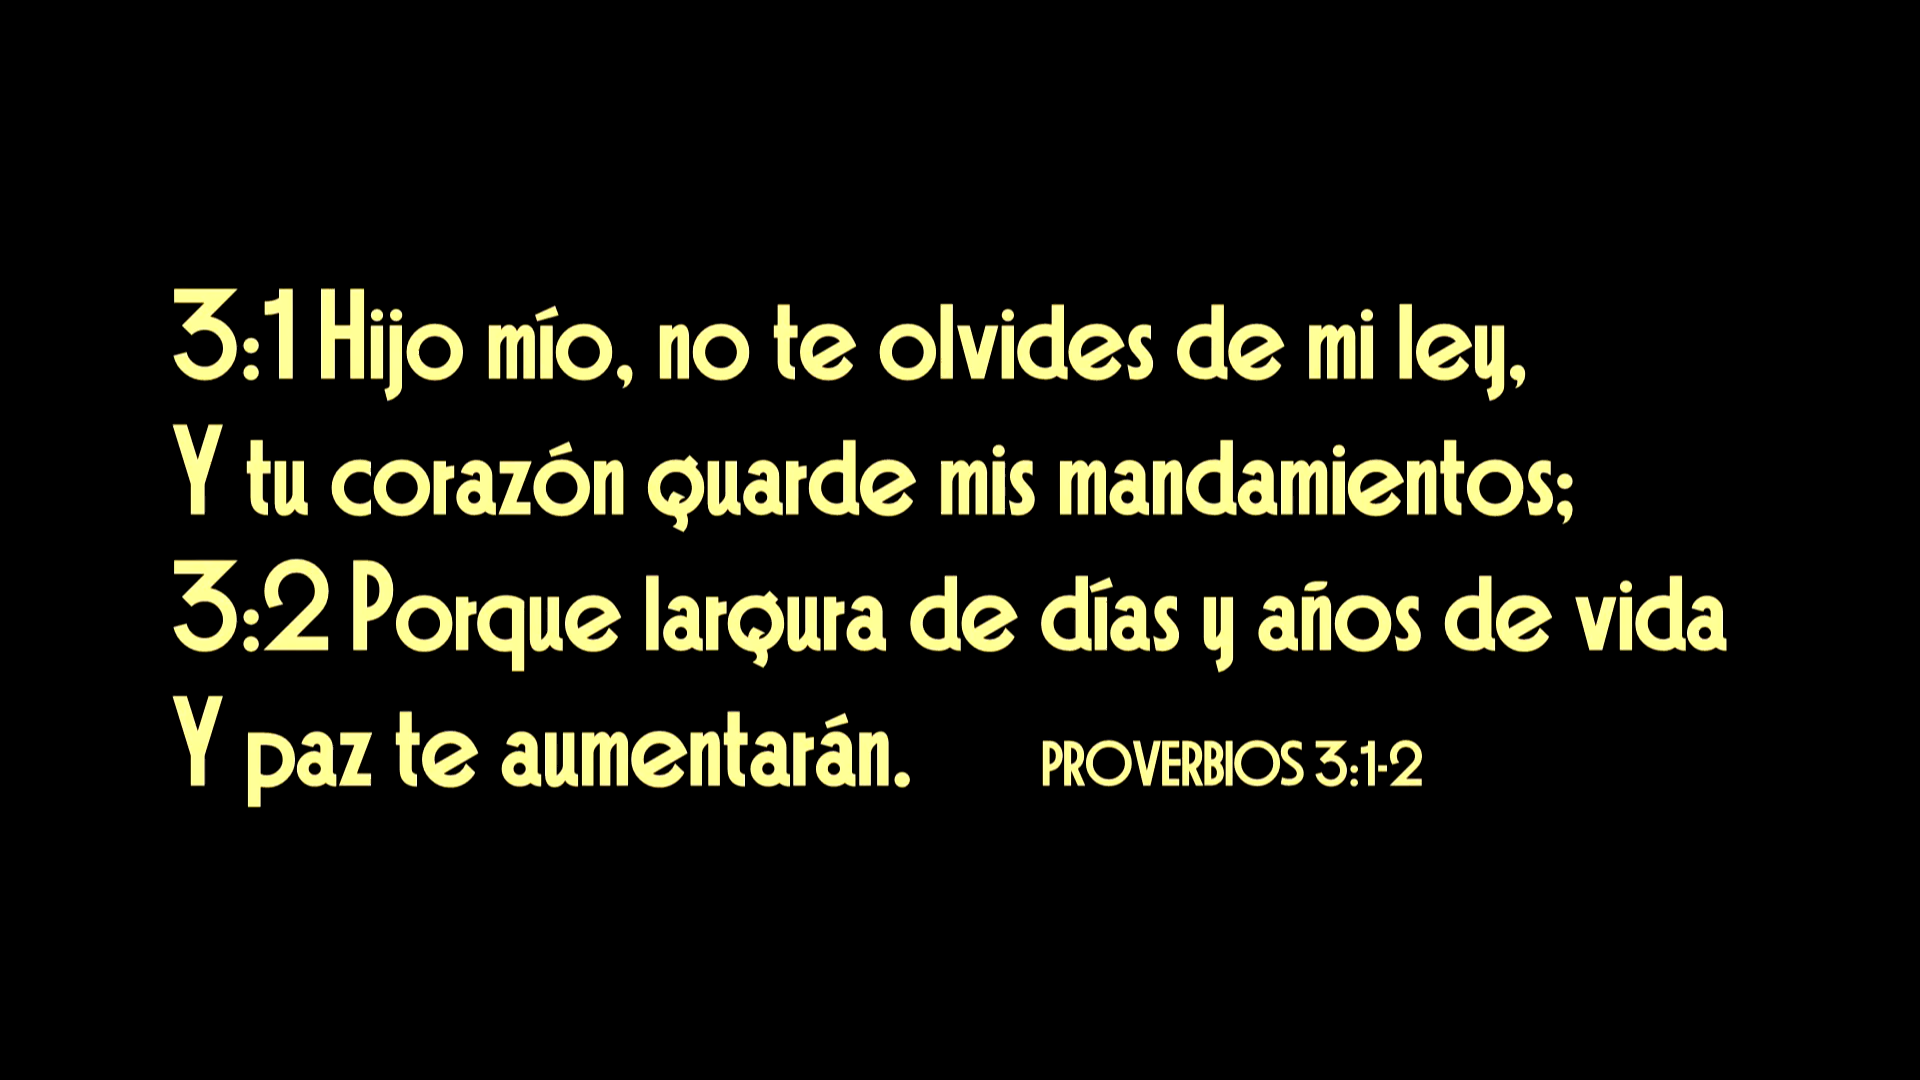 3:1 Hijo mío, no te olvides de mi ley,
Y tu corazón guarde mis mandamientos;
3:2 Porque largura de días y años de vida
Y paz te aumentarán. PROVERBIOS 3:1-2